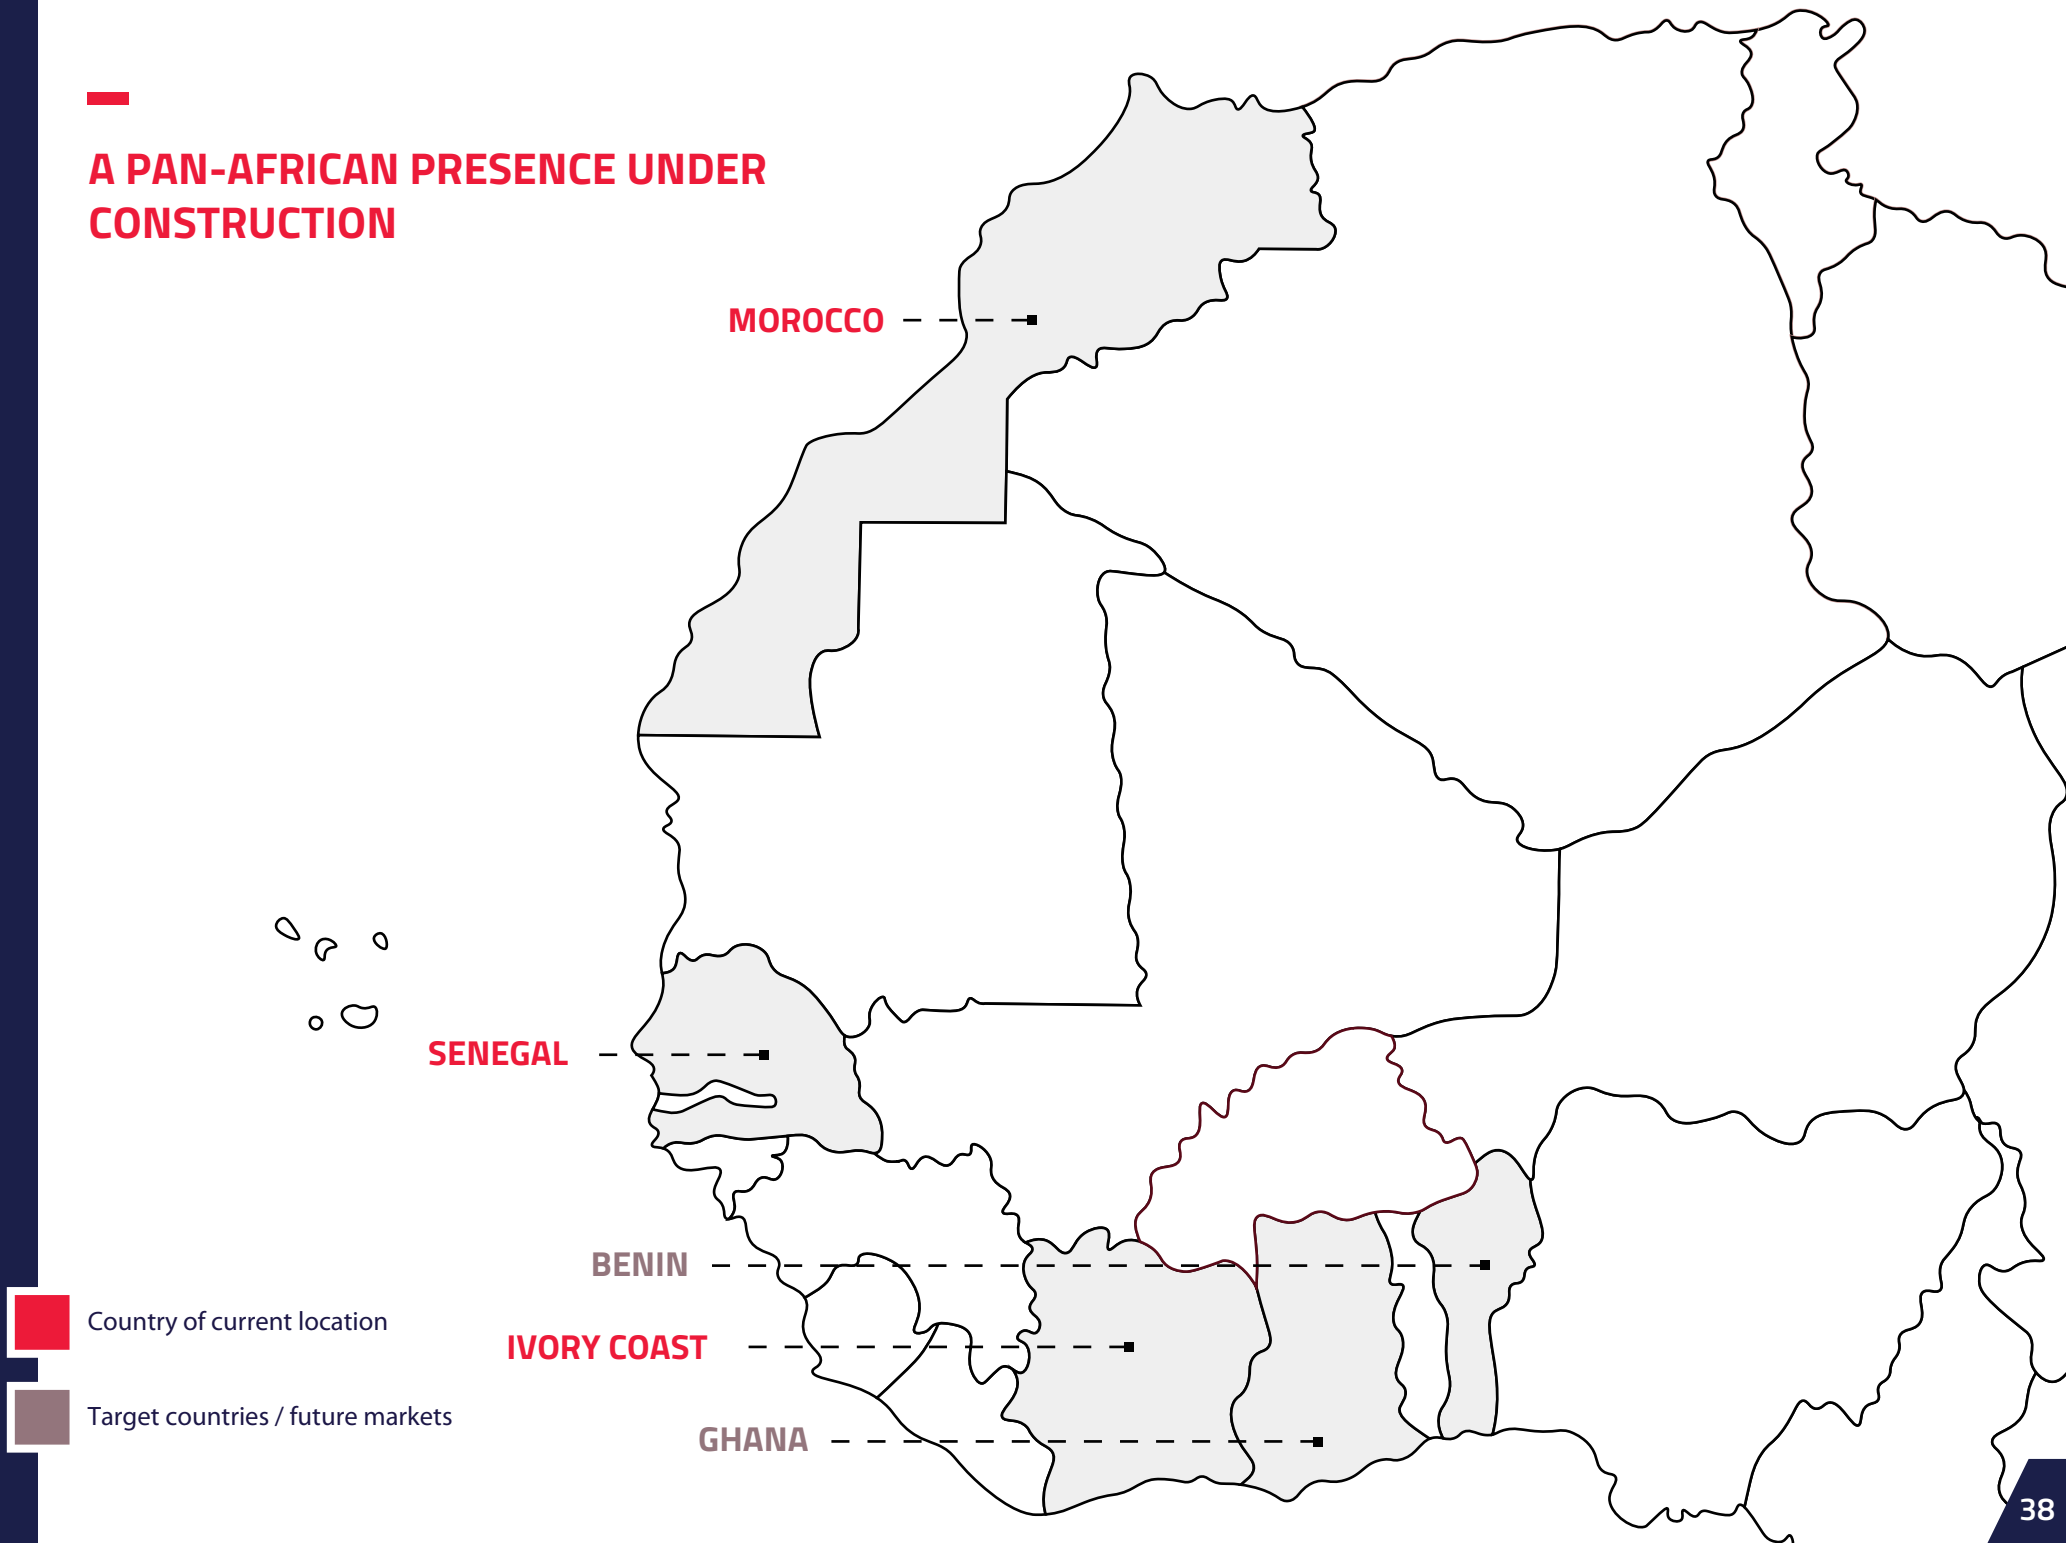 A PAN-AFRICAN PRESENCE UNDER
CONSTRUCTION
MOROCCO
SENEGAL
BENIN
IVORY COAST
GHANA
Country of current location
Target countries / future markets
38